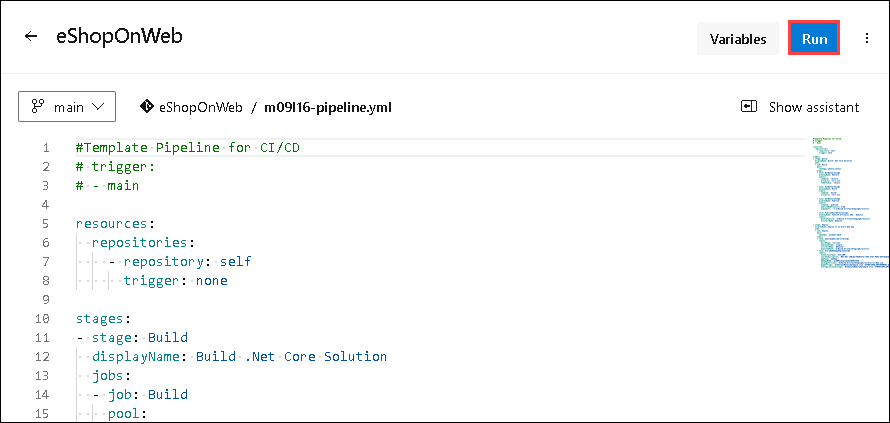 eShopOnWeb
Variables
Run
main
eShopOnWeb / m09l16-pipeline.yml
Show assistant
1 #Template Pipeline for CI/CD
2 # trigger:
3 # - main
4
5 resources:
6 repositories:
7 - repository: self
8 trigger: none
9
10 stages:
11 - stage: Build
12 displayName: Build .Net Core Solution
13 jobs:
14 - job: Build
15 pool: